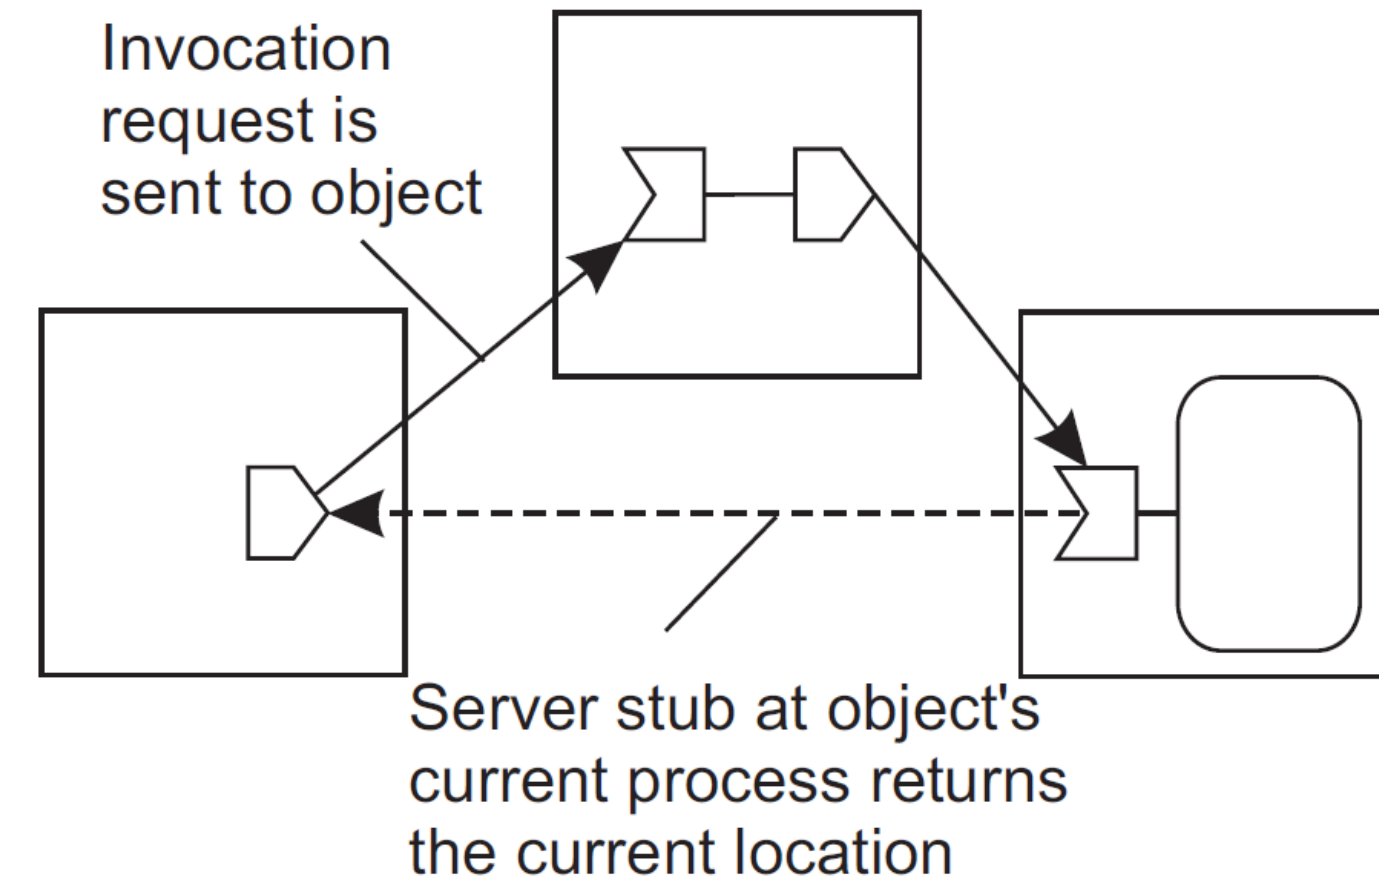 Invocation
request is
sent to object
Server stub at object's
current process returns
the current location